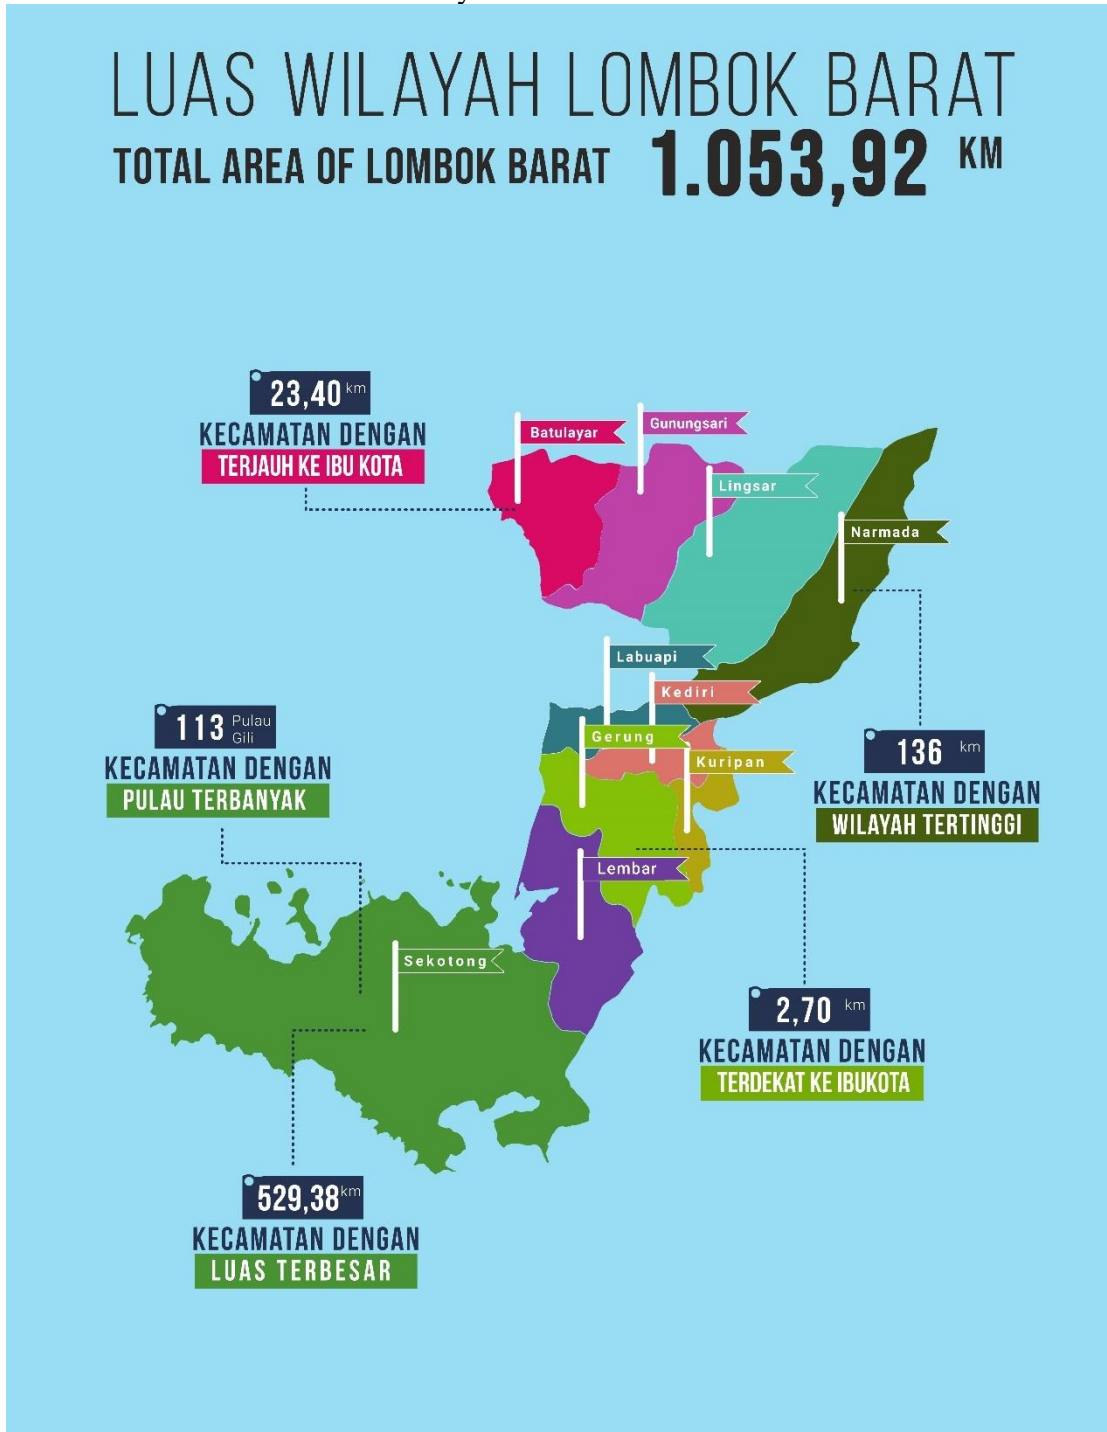 LUAS WILAYAH LOMBOK BARAT
TOTAL AREA OF LOMBOK BARAT 1.053,92 KM
23,40 km
KECAMATAN DENGAN
TERJAUH KE IBU KOTA
Batulayar
Gunungsari
Lingsar
Narmada
Labuapi
Kediri
Gerung
Kuripan
113 Pulau Gili
KECAMATAN DENGAN
PULAU TERBANYAK
136 km
KECAMATAN DENGAN
WILAYAH TERTINGGI
Lembar
Sekotong
2,70 km
KECAMATAN DENGAN
TERDEKAT KE IBUKOTA
529,38 km
KECAMATAN DENGAN
LUAS TERBESAR